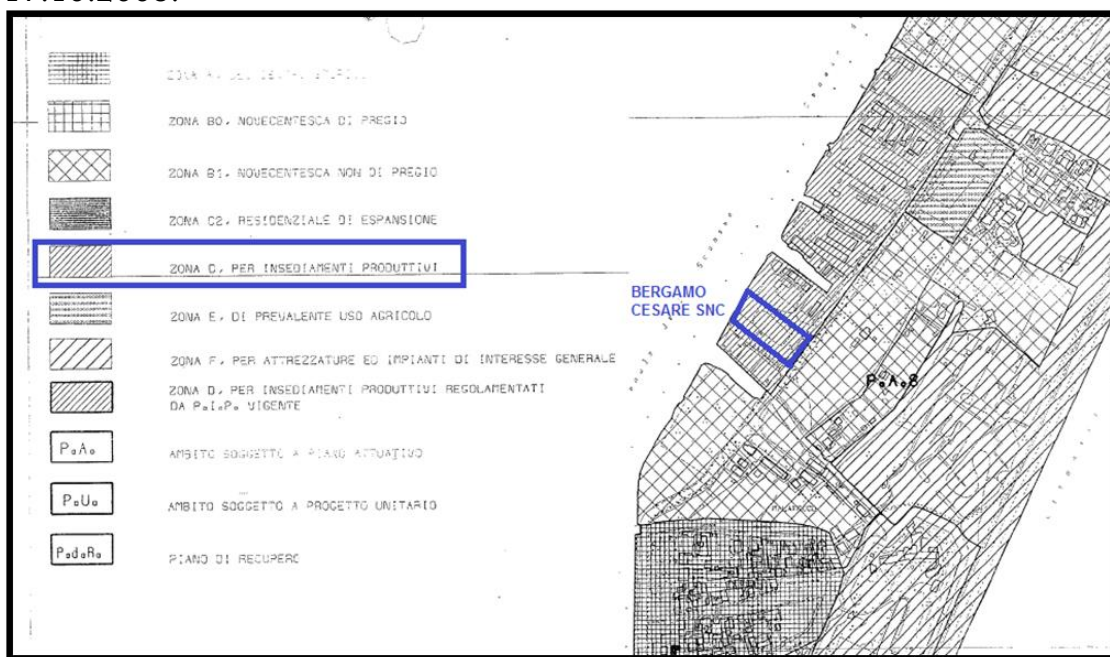 ZONA B0, NOVECENTESCA DI PREGIO
ZONA B1, NOVECENTESCA NON DI PREGIO
ZONA C2, RESIDENZIALE DI ESPANSIONE
ZONA D, PER INSEDIAMENTI PRODUTTIVI
ZONA E, DI PREVALENTE USO AGRICOLO
ZONA F, PER ATTREZZATURE ED IMPIANTI DI INTERESSE GENERALE
ZONA D, PER INSEDIAMENTI PRODUTTIVI REGOLAMENTATI
DA P.I.P. VIGENTE
P.A.
AMBITO SOGGETTO A PIANO ATTUATIVO
P.U.
AMBITO SOGGETTO A PROGETTO UNITARIO
P.d.R.
PIANO DI RECUPERO
BERGAMO
CESARE SNC
P.A.8